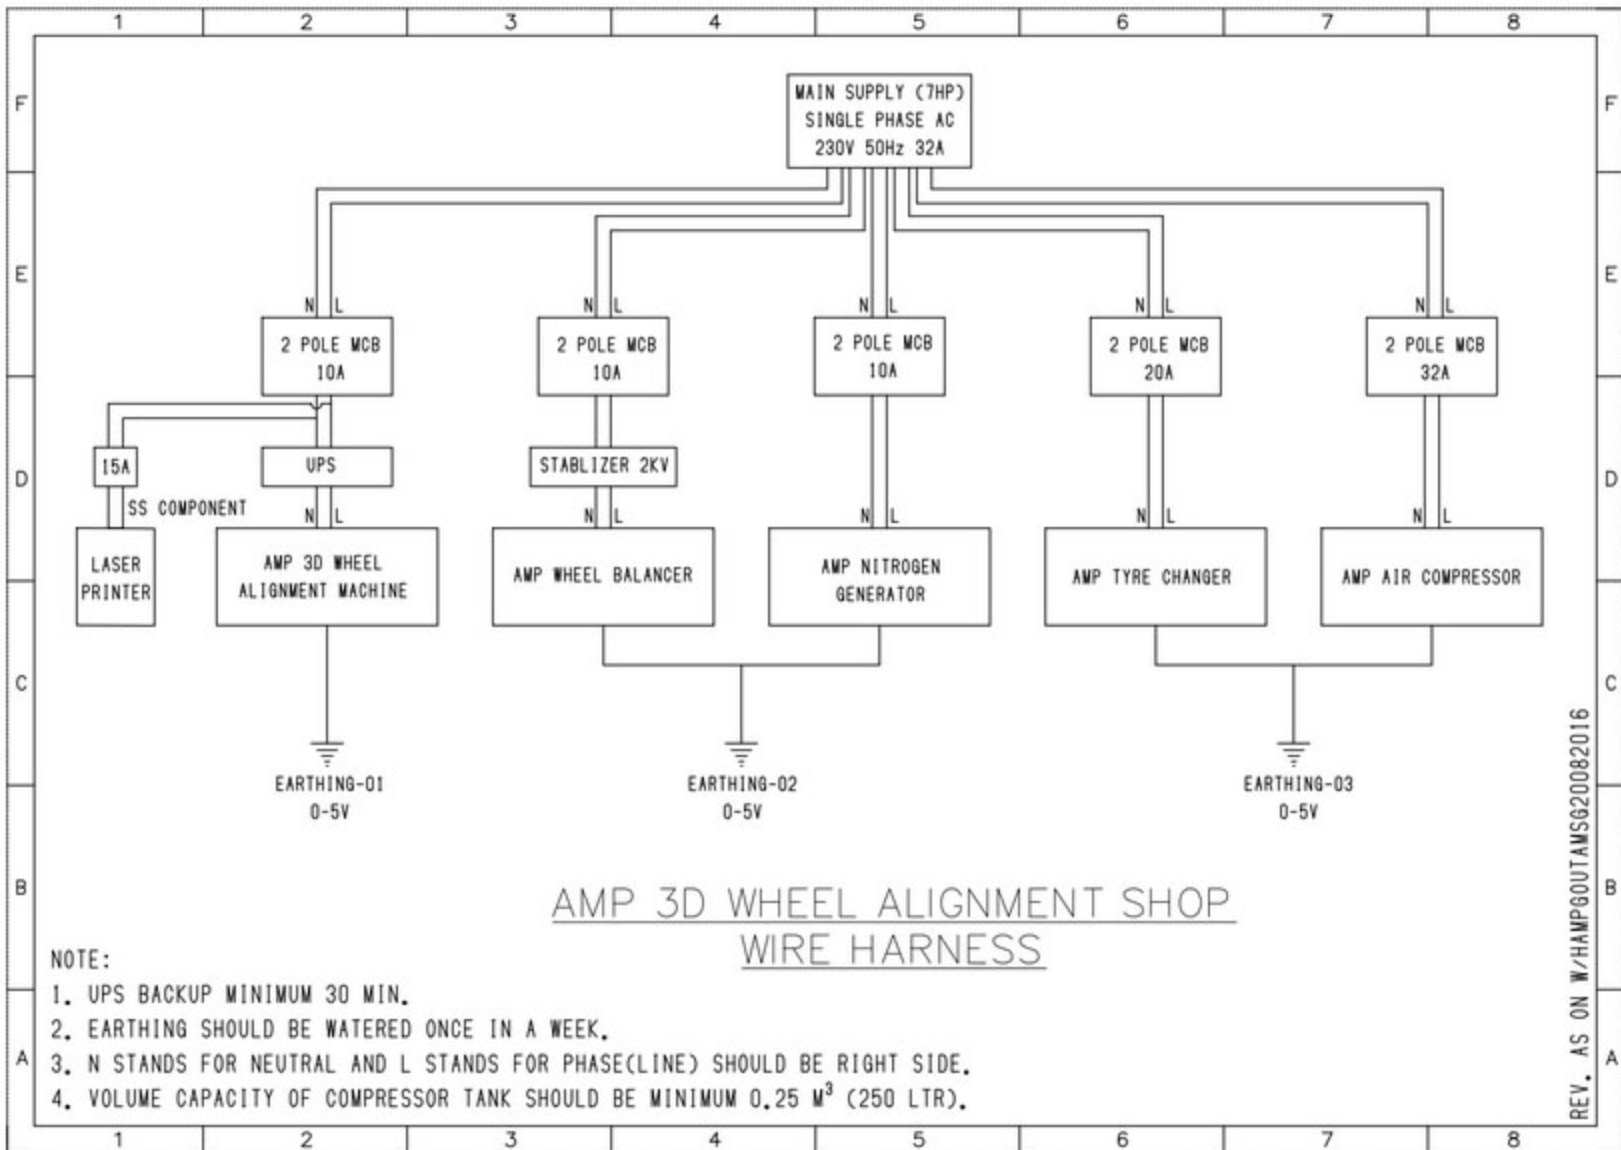 1 2 3 4 5 6 7 8
F F
MAIN SUPPLY (7HP)
SINGLE PHASE AC
230V 50Hz 32A
E E
N L N L N L N L N L
2 POLE MCB
10A
2 POLE MCB
10A
2 POLE MCB
10A
2 POLE MCB
20A
2 POLE MCB
32A
D D
15A
UPS
STABLIZER 2KV
SS COMPONENT
N L N L N L N L N L
LASER
PRINTER
AMP 3D WHEEL
ALIGNMENT MACHINE
AMP WHEEL BALANCER
AMP NITROGEN
GENERATOR
AMP TYRE CHANGER
AMP AIR COMPRESSOR
C C
EARTHING-01
0-5V
EARTHING-02
0-5V
EARTHING-03
0-5V
B B
AMP 3D WHEEL ALIGNMENT SHOP
WIRE HARNESS
NOTE:
1. UPS BACKUP MINIMUM 30 MIN.
2. EARTHING SHOULD BE WATERED ONCE IN A WEEK.
3. N STANDS FOR NEUTRAL AND L STANDS FOR PHASE(LINE) SHOULD BE RIGHT SIDE.
4. VOLUME CAPACITY OF COMPRESSOR TANK SHOULD BE MINIMUM 0.25 M³ (250 LTR).
A A
REV. AS ON W/HAMPGOUTAMSG20082016
1 2 3 4 5 6 7 8